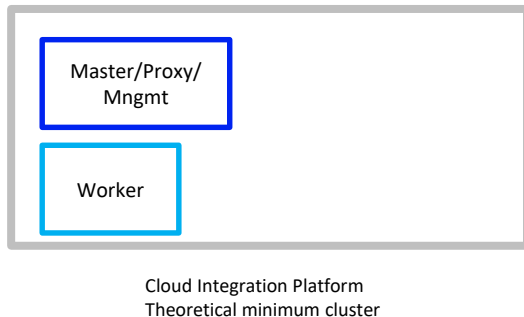 Master/Proxy/
Mngmt
Worker
Cloud Integration Platform
Theoretical minimum cluster